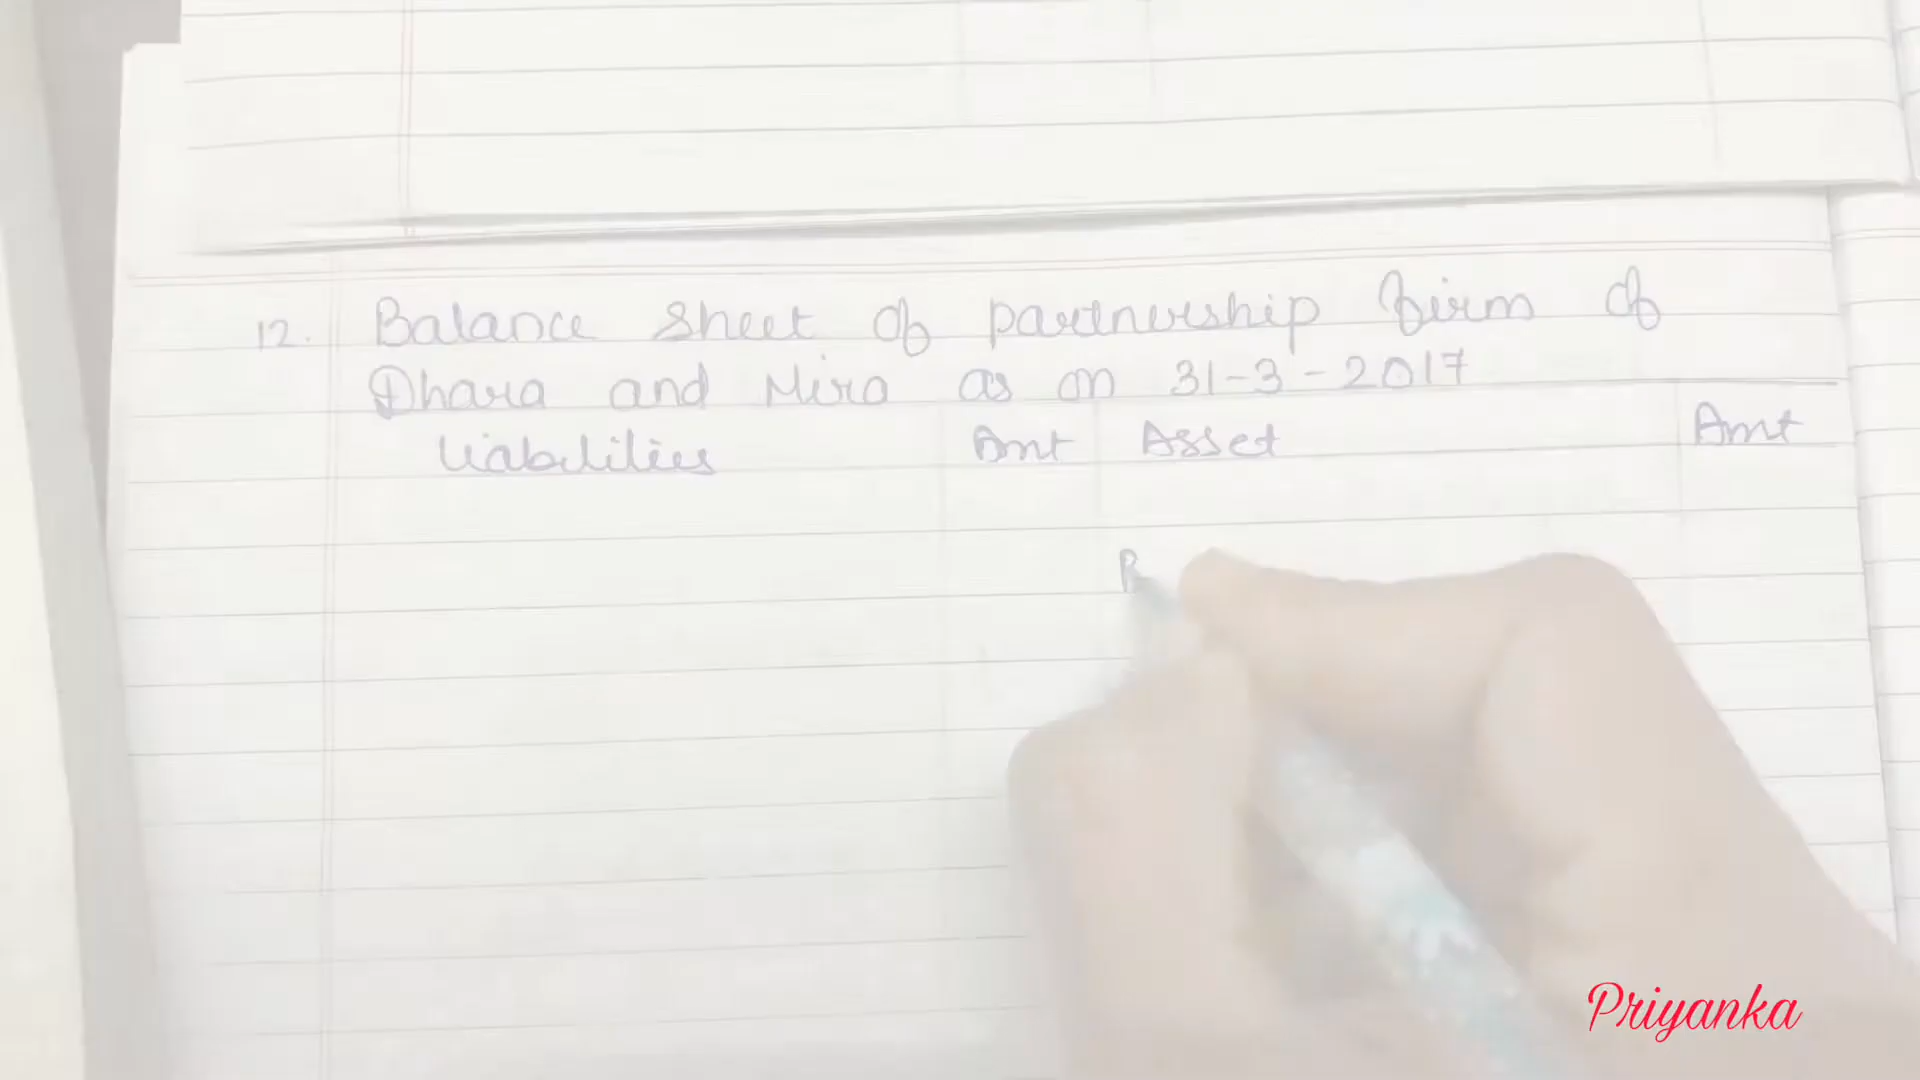 12. Balance sheet of partnership firm of
Dhara and Mira as on 31-3-2017
Liabilities Amt Asset Amt
Priyanka